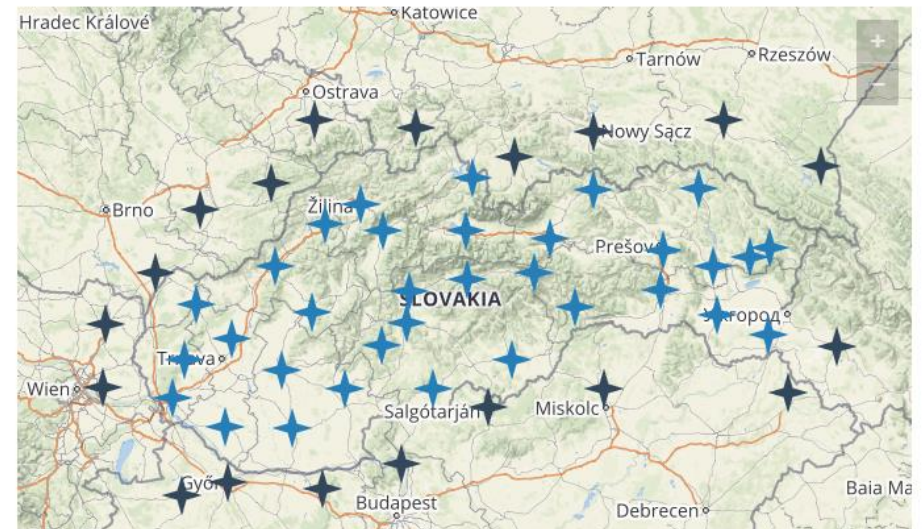 Katowice
Hradec Králové
+
Rzeszów
Tarnów
−
Ostrava
Nowy Sącz
Brno
Žilina
Prešov
SLOVAKIA
Ужгород
Trnava
Wien
Salgótarján
Miskolc
Győr
Baia Ma
Budapest
Debrecen